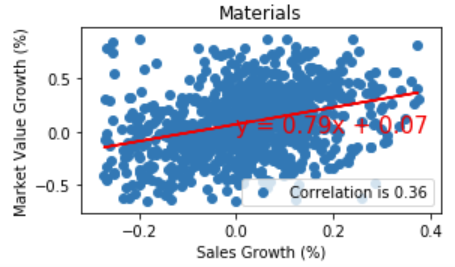 Materials
Market Value Growth (%)
0.5
0.0
−0.5
y = 0.79x + 0.07
Correlation is 0.36
−0.2
0.0
0.2
0.4
Sales Growth (%)